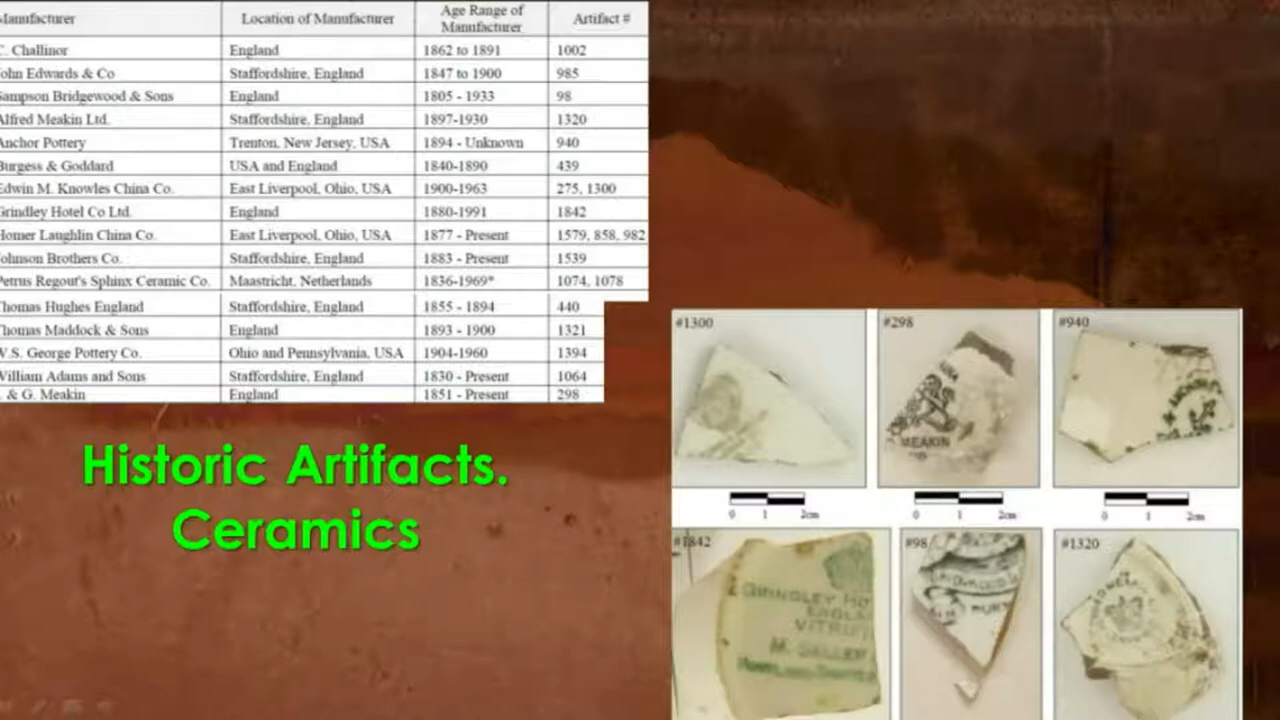 Manufacturer Location of Manufacturer Age Range of Manufacturer Artifact #
C. Challinor England 1862 to 1891 1002
John Edwards & Co Staffordshire, England 1847 to 1900 985
Sampson Bridgewood & Sons England 1805 - 1933 98
Alfred Meakin Ltd. Staffordshire, England 1897-1930 1320
Anchor Pottery Trenton, New Jersey, USA 1894 - Unknown 940
Burgess & Goddard USA and England 1840-1890 439
Edwin M. Knowles China Co. East Liverpool, Ohio, USA 1900-1963 275, 1300
Grindley Hotel Co Ltd. England 1880-1991 1842
Homer Laughlin China Co. East Liverpool, Ohio, USA 1877 - Present 1579, 858, 982
Johnson Brothers Co. Staffordshire, England 1883 - Present 1539
Petrus Regout's Sphinx Ceramic Co. Maastricht, Netherlands 1836-1969* 1074, 1078
Thomas Hughes England Staffordshire, England 1855 - 1894 440
Thomas Maddock & Sons England 1893 - 1900 1321
W.S. George Pottery Co. Ohio and Pennsylvania, USA 1904-1960 1394
William Adams and Sons Staffordshire, England 1830 - Present 1064
& G. Meakin England 1851 - Present 298
Historic Artifacts.
Ceramics
#1300 #298 #940
MEAKIN
0 1 2cm 0 1 2cm 0 1 2cm
#1842 #98 #1320
GRINDLEY HO
ENGLA
VITRIF
M. SELLER